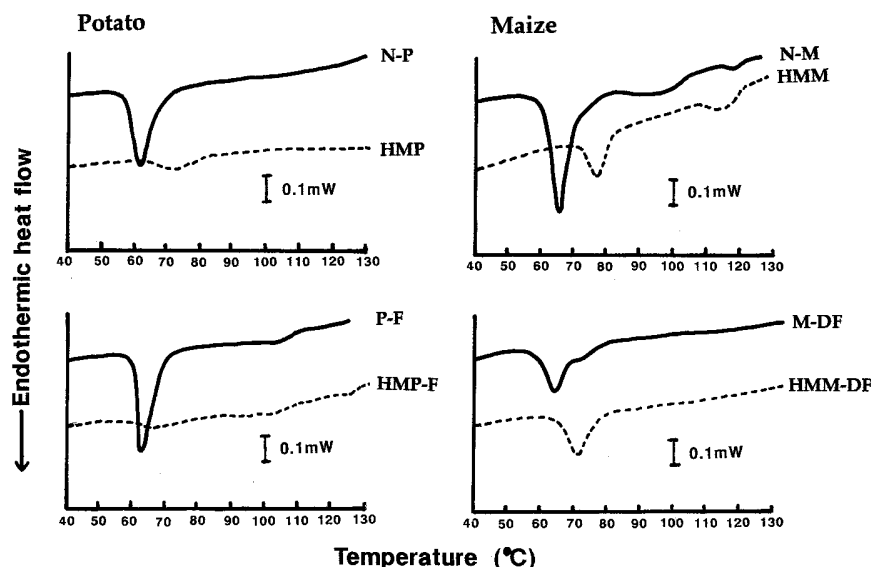 Potato
Maize
N-P
HMP
0.1mW
40 50 60 70 80 90 100 110 120 130
N-M
HMM
0.1mW
40 50 60 70 80 90 100 110 120 130
P-F
HMP-F
0.1mW
40 50 60 70 80 90 100 110 120 130
M-DF
HMM-DF
0.1mW
40 50 60 70 80 90 100 110 120 130
Endothermic heat flow
Temperature (°C)